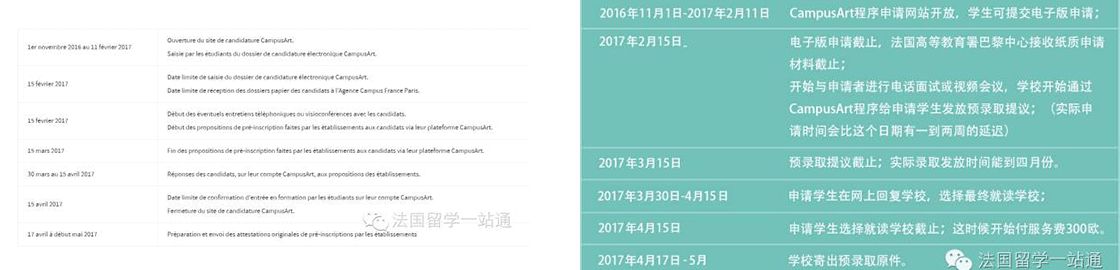 1er novembre 2016 au 11 février 2017
Ouverture du site de candidature CampusArt.
Saisie par les étudiants du dossier de candidature électronique CampusArt.
15 février 2017
Date limite de saisie du dossier de candidature électronique CampusArt.
Date limite de réception des dossiers papier des candidats à l'Agence Campus France Paris.
15 février 2017
Début des éventuels entretiens téléphoniques ou visioconférences avec les candidats.
Début des propositions de pré-inscription faites par les établissements aux candidats via leur plateforme CampusArt.
15 mars 2017
Fin des propositions de pré-inscription faites par les établissements aux candidats via leur plateforme CampusArt.
30 mars au 15 avril 2017
Réponses des candidats, sur leur compte CampusArt, aux propositions des établissements.
15 avril 2017
Date limite de confirmation d'entrée en formation par les étudiants sur leur compte CampusArt.
Fermeture du site de candidature CampusArt.
17 avril à début mai 2017
Préparation et envoi des attestations originales de pré-inscriptions par les établissements
法国留学一站通
2016年11月1日-2017年2月11日
CampusArt程序申请网站开放，学生可提交电子版申请；
2017年2月15日
电子版申请截止，法国高等教育署巴黎中心接收纸质申请
材料截止；
开始与申请者进行电话面试或视频会议，学校开始通过
CampusArt程序给申请学生发放预录取提议；（实际申
请时间会比这个日期有一到两周的延迟）
2017年3月15日
预录取提议截止；实际录取发放时间能到四月份。
2017年3月30日-4月15日
申请学生在网上回复学校，选择最终就读学校；
2017年4月15日
申请学生选择就读学校截止；这时候开始付服务费300欧。
2017年4月17日-5月
学校寄出预录取原件。
法国留学一站通